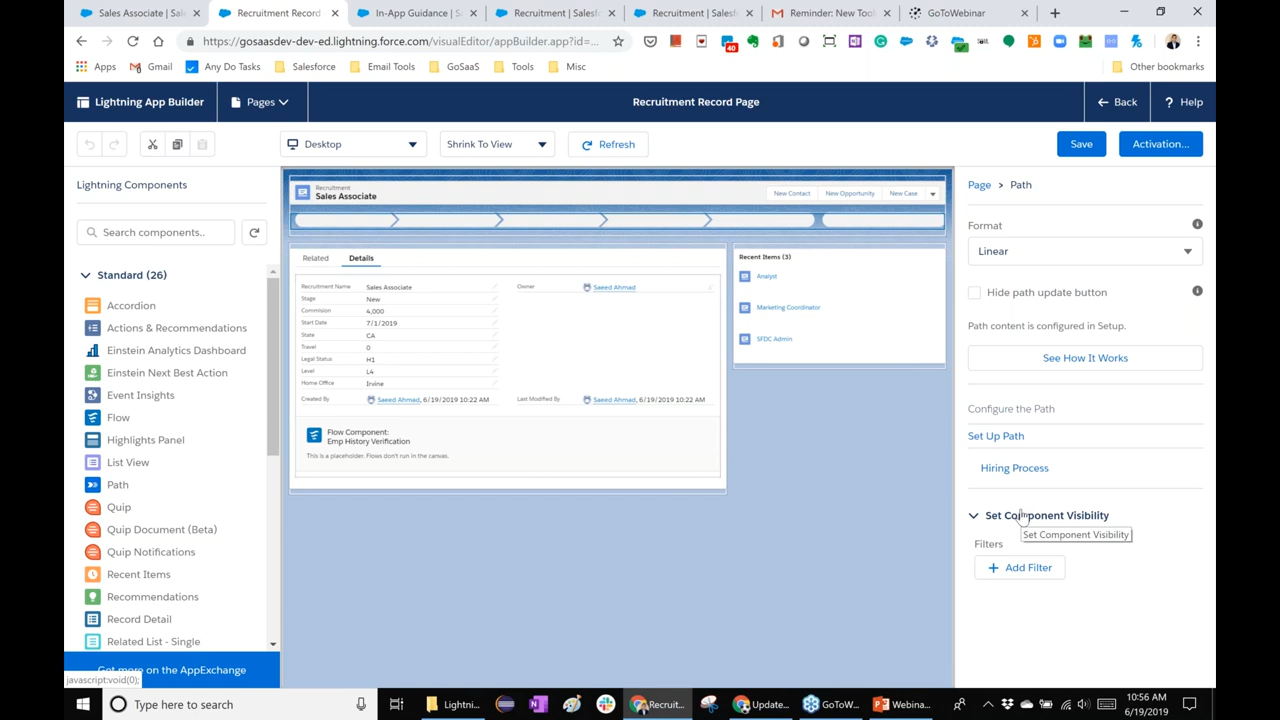 Sales Associate | Sale
Recruitment Record
In-App Guidance | S
Recruitment | Salesf
Recruitment | Salesf
Reminder: New Tool
GoToWebinar
https://gosaasdev-dev-ed.lightning.force.com/visualEditor/appBuilder.app?id=...
40
Apps
Gmail
Any Do Tasks
Salesforce
Email Tools
GoSaaS
Tools
Misc
Other bookmarks
Lightning App Builder
Pages
Recruitment Record Page
Back
? Help
Desktop
Shrink To View
Refresh
Save
Activation...
Lightning Components
Search components..
Standard (26)
Accordion
Actions & Recommendations
Einstein Analytics Dashboard
Einstein Next Best Action
Event Insights
Flow
Highlights Panel
List View
Path
Quip
Quip Document (Beta)
Quip Notifications
Recent Items
Recommendations
Record Detail
Related List - Single
Get more on the AppExchange
javascript:void(0);
Recruitment
Sales Associate
New Contact
New Opportunity
New Case
Related
Details
Recruitment Name Sales Associate
Owner Saeed Ahmad
Stage New
Commision 4,000
Start Date 7/1/2019
State CA
Travel 0
Legal Status H1
Level L4
Home Office Irvine
Created By Saeed Ahmad, 6/19/2019 10:22 AM
Last Modified By Saeed Ahmad, 6/19/2019 10:22 AM
Flow Component:
Emp History Verification
This is a placeholder. Flows don't run in the canvas.
Recent Items (3)
Analyst
Marketing Coordinator
SFDC Admin
Page > Path
Format
Linear
Hide path update button
Path content is configured in Setup.
See How It Works
Configure the Path
Set Up Path
Hiring Process
Set Component Visibility
Set Component Visibility
Filters
+ Add Filter
Type here to search
Lightni...
Recruit...
Update...
GoToW...
Webina...
10:56 AM
6/19/2019